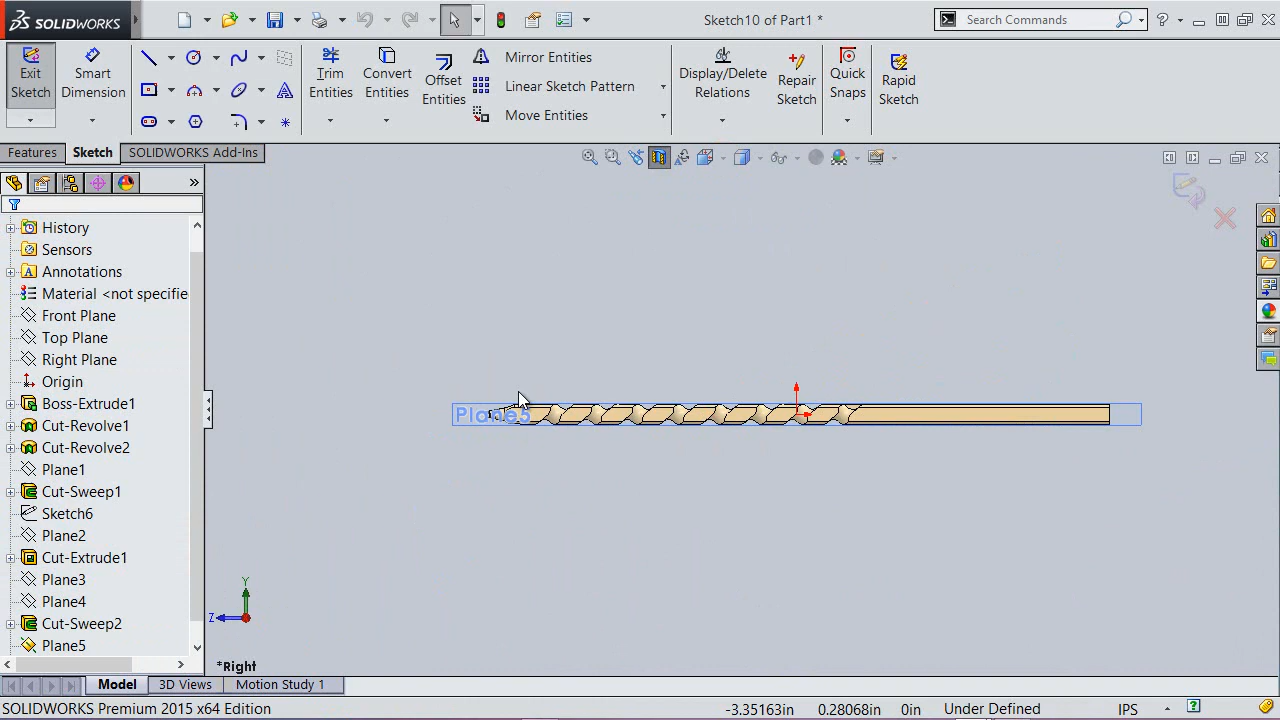 SOLIDWORKS
Sketch10 of Part1 *
Search Commands
Exit Sketch
Smart Dimension
Trim Entities
Convert Entities
Offset Entities
Mirror Entities
Linear Sketch Pattern
Move Entities
Display/Delete Relations
Repair Sketch
Quick Snaps
Rapid Sketch
Features
Sketch
SOLIDWORKS Add-Ins
History
Sensors
Annotations
Material <not specifie
Front Plane
Top Plane
Right Plane
Origin
Boss-Extrude1
Cut-Revolve1
Cut-Revolve2
Plane1
Cut-Sweep1
Sketch6
Plane2
Cut-Extrude1
Plane3
Plane4
Cut-Sweep2
Plane5
Plane5
Y
Z
*Right
Model
3D Views
Motion Study 1
SOLIDWORKS Premium 2015 x64 Edition
-3.35163in
0.28068in
0in
Under Defined
IPS